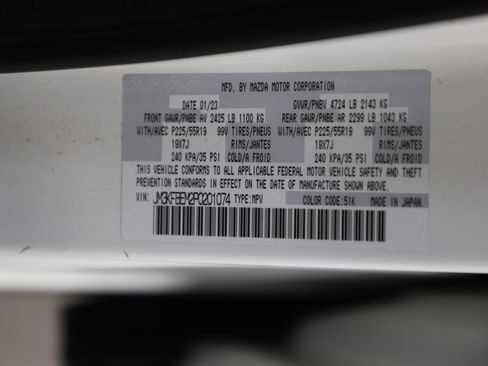 MFD. BY MAZDA MOTOR CORPORATION
DATE 01/23 GVWR/PNBV 4724 LB 2143 KG
FRONT GAWR/PNBE AV 2425 LB 1100 KG REAR GAWR/PNBE AR 2299 LB 1043 KG
WITH/AVEC P225/55R19 99V TIRES/PNEUS WITH/AVEC P225/55R19 99V TIRES/PNEUS
19X7J RIMS/JANTES 19X7J RIMS/JANTES
240 KPA/35 PSI COLD/A FROID 240 KPA/35 PSI COLD/A FROID
THIS VEHICLE CONFORMS TO ALL APPLICABLE FEDERAL MOTOR VEHICLE SAFETY AND THEFT
PREVENTION STANDARDS IN EFFECT ON THE DATE OF MANUFACTURE SHOWN ABOVE.
VIN: JM3KFBEM2P0201074 TYPE:MPV COLOR CODE:51K MADE IN JAPAN